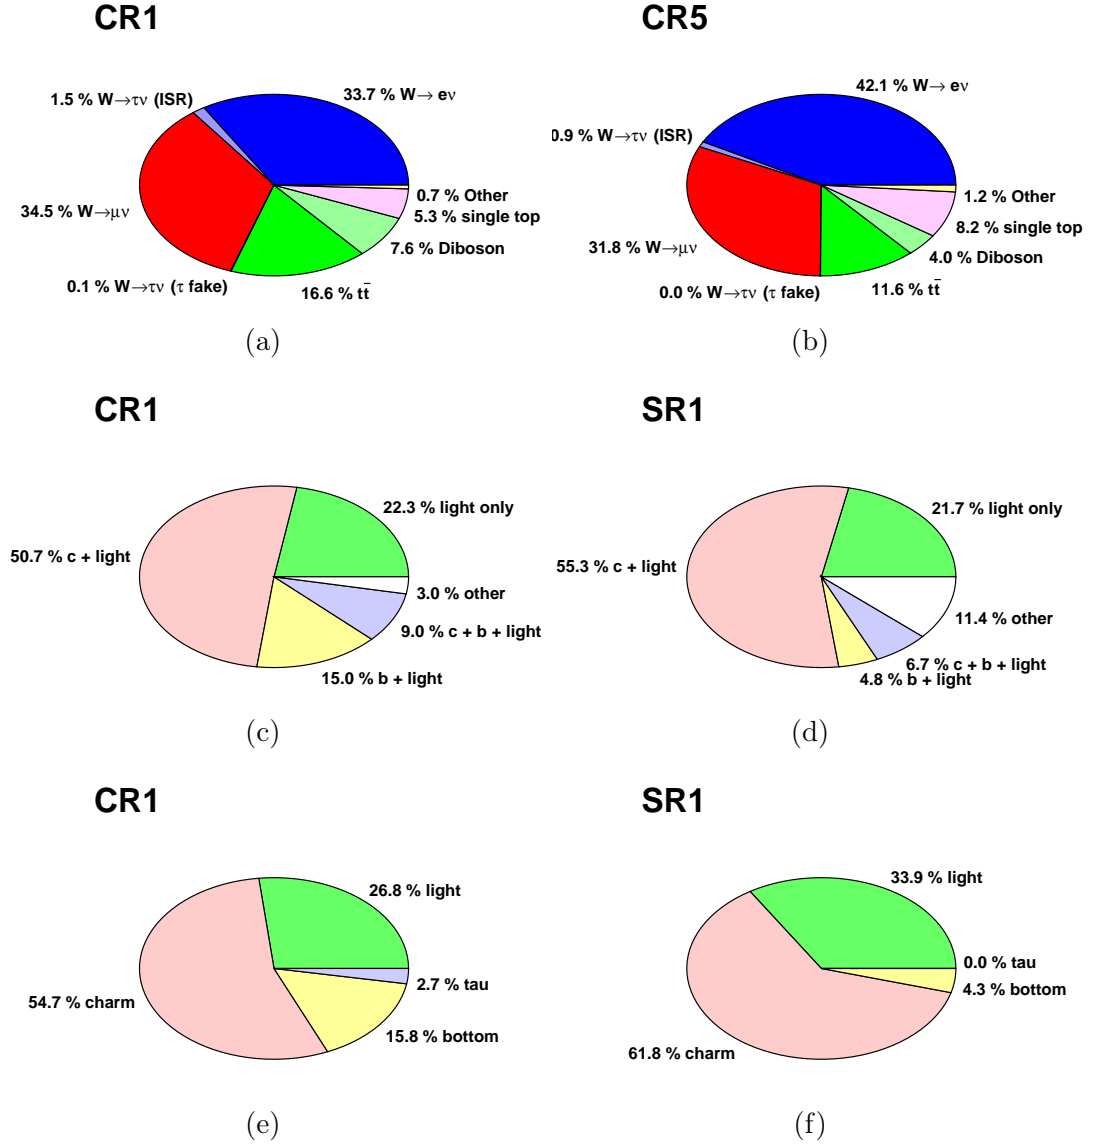 CR1
CR5
33.7 % W→ eν
1.5 % W→τν (ISR)
0.7 % Other
5.3 % single top
34.5 % W→μν
7.6 % Diboson
0.1 % W→τν (τ fake)
16.6 % tt̄
(a)
42.1 % W→ eν
0.9 % W→τν (ISR)
1.2 % Other
8.2 % single top
31.8 % W→μν
4.0 % Diboson
0.0 % W→τν (τ fake)
11.6 % tt̄
(b)
CR1
SR1
22.3 % light only
50.7 % c + light
3.0 % other
9.0 % c + b + light
15.0 % b + light
(c)
21.7 % light only
55.3 % c + light
11.4 % other
6.7 % c + b + light
4.8 % b + light
(d)
CR1
SR1
26.8 % light
2.7 % tau
54.7 % charm
15.8 % bottom
(e)
33.9 % light
0.0 % tau
4.3 % bottom
61.8 % charm
(f)